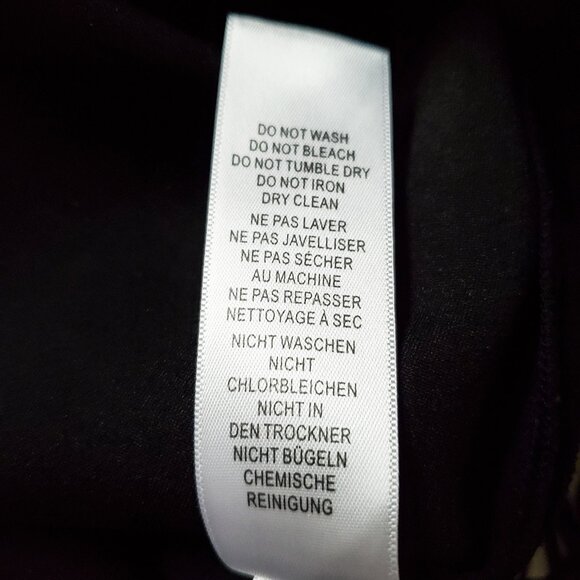 DO NOT WASH
DO NOT BLEACH
DO NOT TUMBLE DRY
DO NOT IRON
DRY CLEAN
NE PAS LAVER
NE PAS JAVELLISER
NE PAS SÉCHER
AU MACHINE
NE PAS REPASSER
NETTOYAGE À SEC
NICHT WASCHEN
NICHT
CHLORBLEICHEN
NICHT IN
DEN TROCKNER
NICHT BÜGELN
CHEMISCHE
REINIGUNG